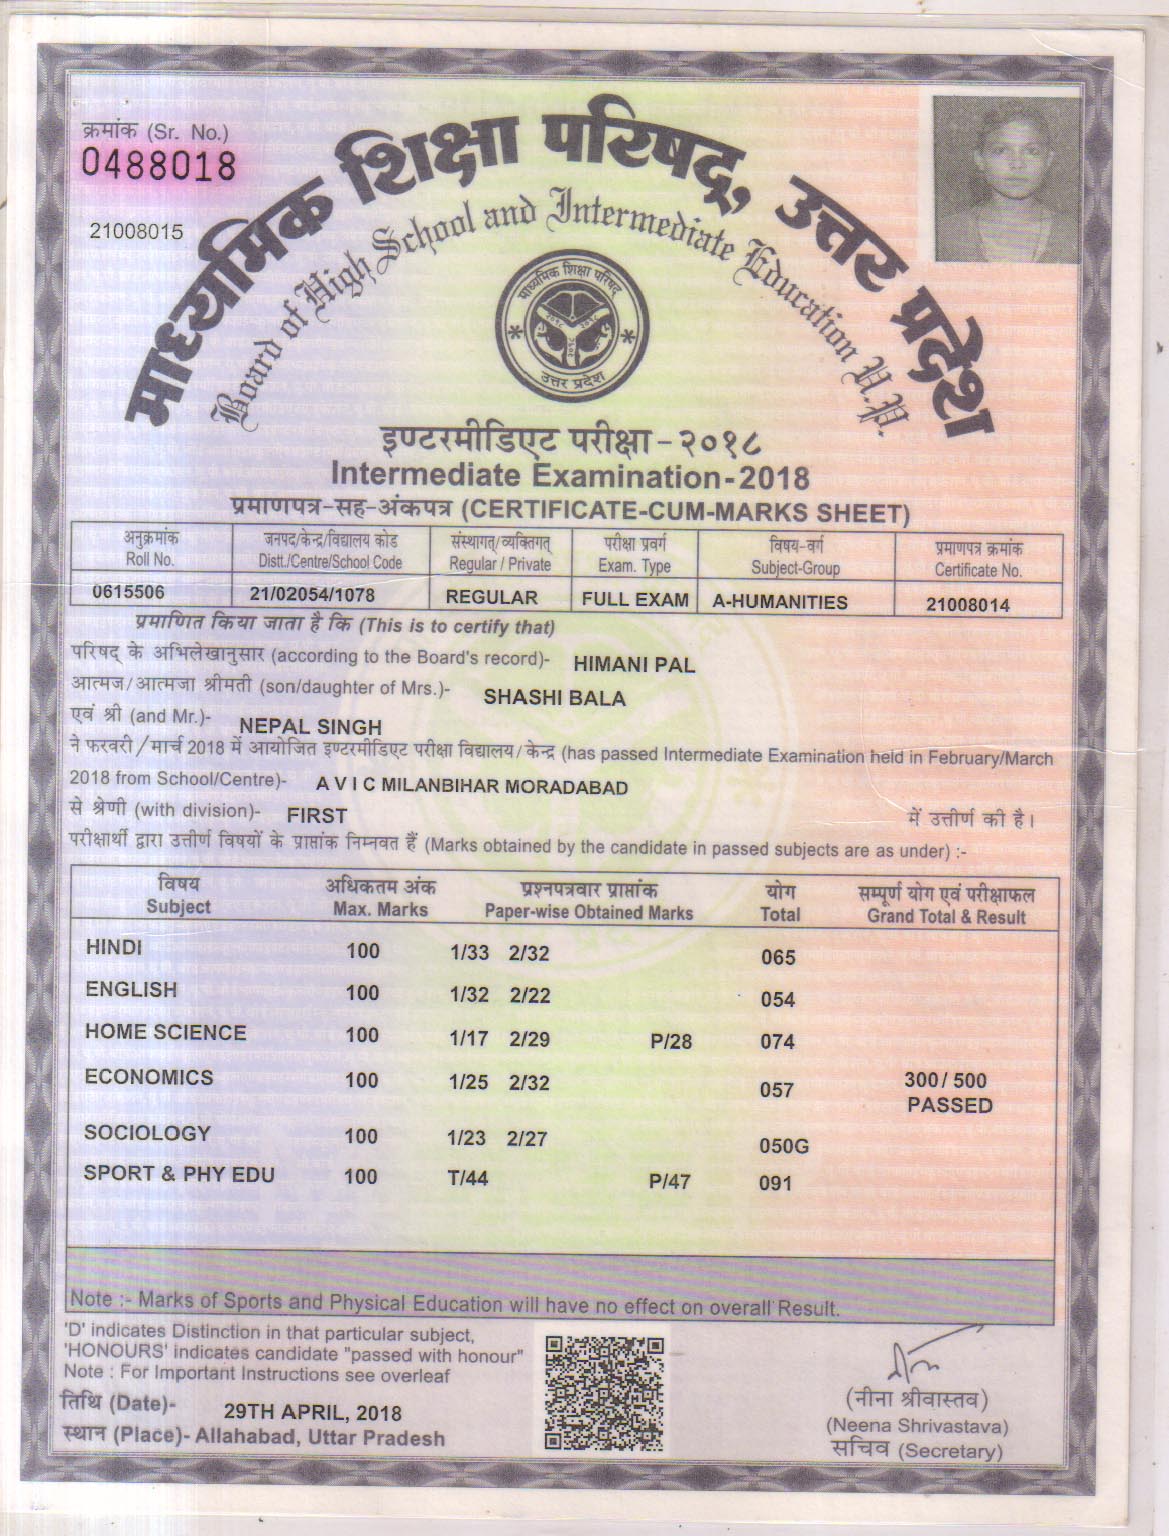 क्रमांक (Sr. No.)
0488018
21008015
माध्यमिक शिक्षा परिषद्, उत्तर प्रदेश
Board of High School and Intermediate Education U.P.
माध्यमिक शिक्षा परिषद्
उत्तर प्रदेश
इण्टरमीडिएट परीक्षा-२०१८
Intermediate Examination-2018
प्रमाणपत्र-सह-अंकपत्र (CERTIFICATE-CUM-MARKS SHEET)
अनुक्रमांक जनपद/केन्द्र/विद्यालय कोड संस्थागत्/व्यक्तिगत् परीक्षा प्रवर्ग विषय-वर्ग प्रमाणपत्र क्रमांक
Roll No. Distt./Centre/School Code Regular / Private Exam. Type Subject-Group Certificate No.
0615506 21/02054/1078 REGULAR FULL EXAM A-HUMANITIES 21008014
प्रमाणित किया जाता है कि (This is to certify that)
परिषद् के अभिलेखानुसार (according to the Board's record)- HIMANI PAL
आत्मज/आत्मजा श्रीमती (son/daughter of Mrs.)- SHASHI BALA
एवं श्री (and Mr.)- NEPAL SINGH
ने फरवरी/मार्च 2018 में आयोजित इण्टरमीडिएट परीक्षा विद्यालय/केन्द्र (has passed Intermediate Examination held in February/March
2018 from School/Centre)- A V I C MILANBIHAR MORADABAD
से श्रेणी (with division)- FIRST में उत्तीर्ण की है।
परीक्षार्थी द्वारा उत्तीर्ण विषयों के प्राप्तांक निम्नवत हैं (Marks obtained by the candidate in passed subjects are as under) :-
विषय अधिकतम अंक प्रश्नपत्रवार प्राप्तांक योग सम्पूर्ण योग एवं परीक्षाफल
Subject Max. Marks Paper-wise Obtained Marks Total Grand Total & Result
HINDI 100 1/33 2/32 065
ENGLISH 100 1/32 2/22 054
HOME SCIENCE 100 1/17 2/29 P/28 074
ECONOMICS 100 1/25 2/32 057 300/ 500
PASSED
SOCIOLOGY 100 1/23 2/27 050G
SPORT & PHY EDU 100 T/44 P/47 091
Note :- Marks of Sports and Physical Education will have no effect on overall Result.
'D' indicates Distinction in that particular subject,
'HONOURS' indicates candidate "passed with honour"
Note : For Important Instructions see overleaf
तिथि (Date)- 29TH APRIL, 2018
स्थान (Place)- Allahabad, Uttar Pradesh
(नीना श्रीवास्तव)
(Neena Shrivastava)
सचिव (Secretary)